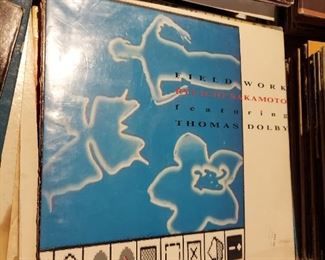 FIELD WORK
RYUICHI SAKAMOTO
featuring
THOMAS DOLBY